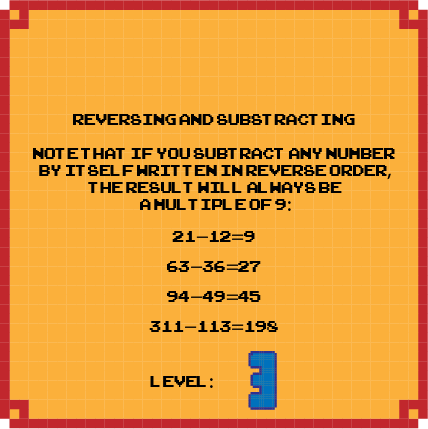 REVERSING AND SUBSTRACTING
NOTE THAT IF YOU SUBTRACT ANY NUMBER
BY ITSELF WRITTEN IN REVERSE ORDER,
THE RESULT WILL ALWAYS BE
A MULTIPLE OF 9:
21-12=9
63-36=27
94-49=45
311-113=198
LEVEL: 3